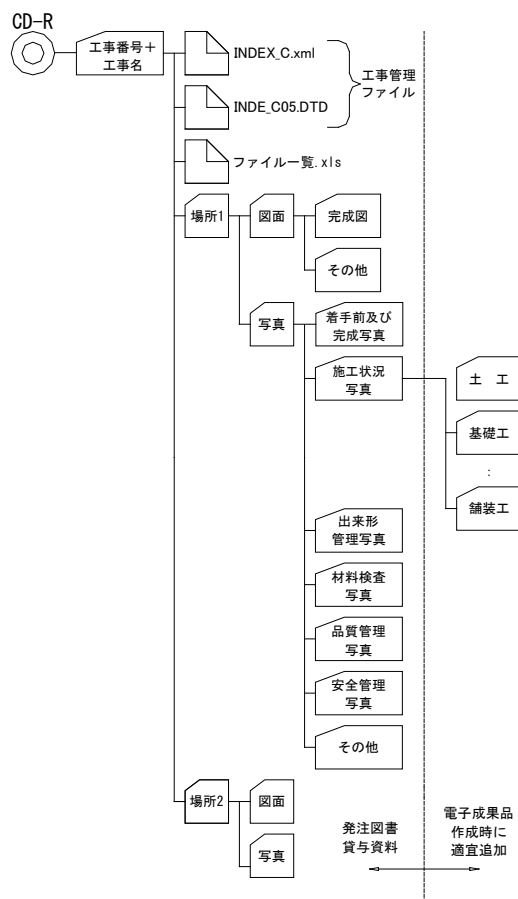 CD-R
工事番号＋
工事名
INDEX_C.xml
INDE_C05.DTD
工事管理
ファイル
ファイル一覧.xls
場所1
図面
完成図
その他
写真
着手前及び
完成写真
施工状況
写真
土　工
基礎工
：
舗装工
出来形
管理写真
材料検査
写真
品質管理
写真
安全管理
写真
その他
場所2
図面
写真
発注図書
貸与資料
電子成果品
作成時に
適宜追加